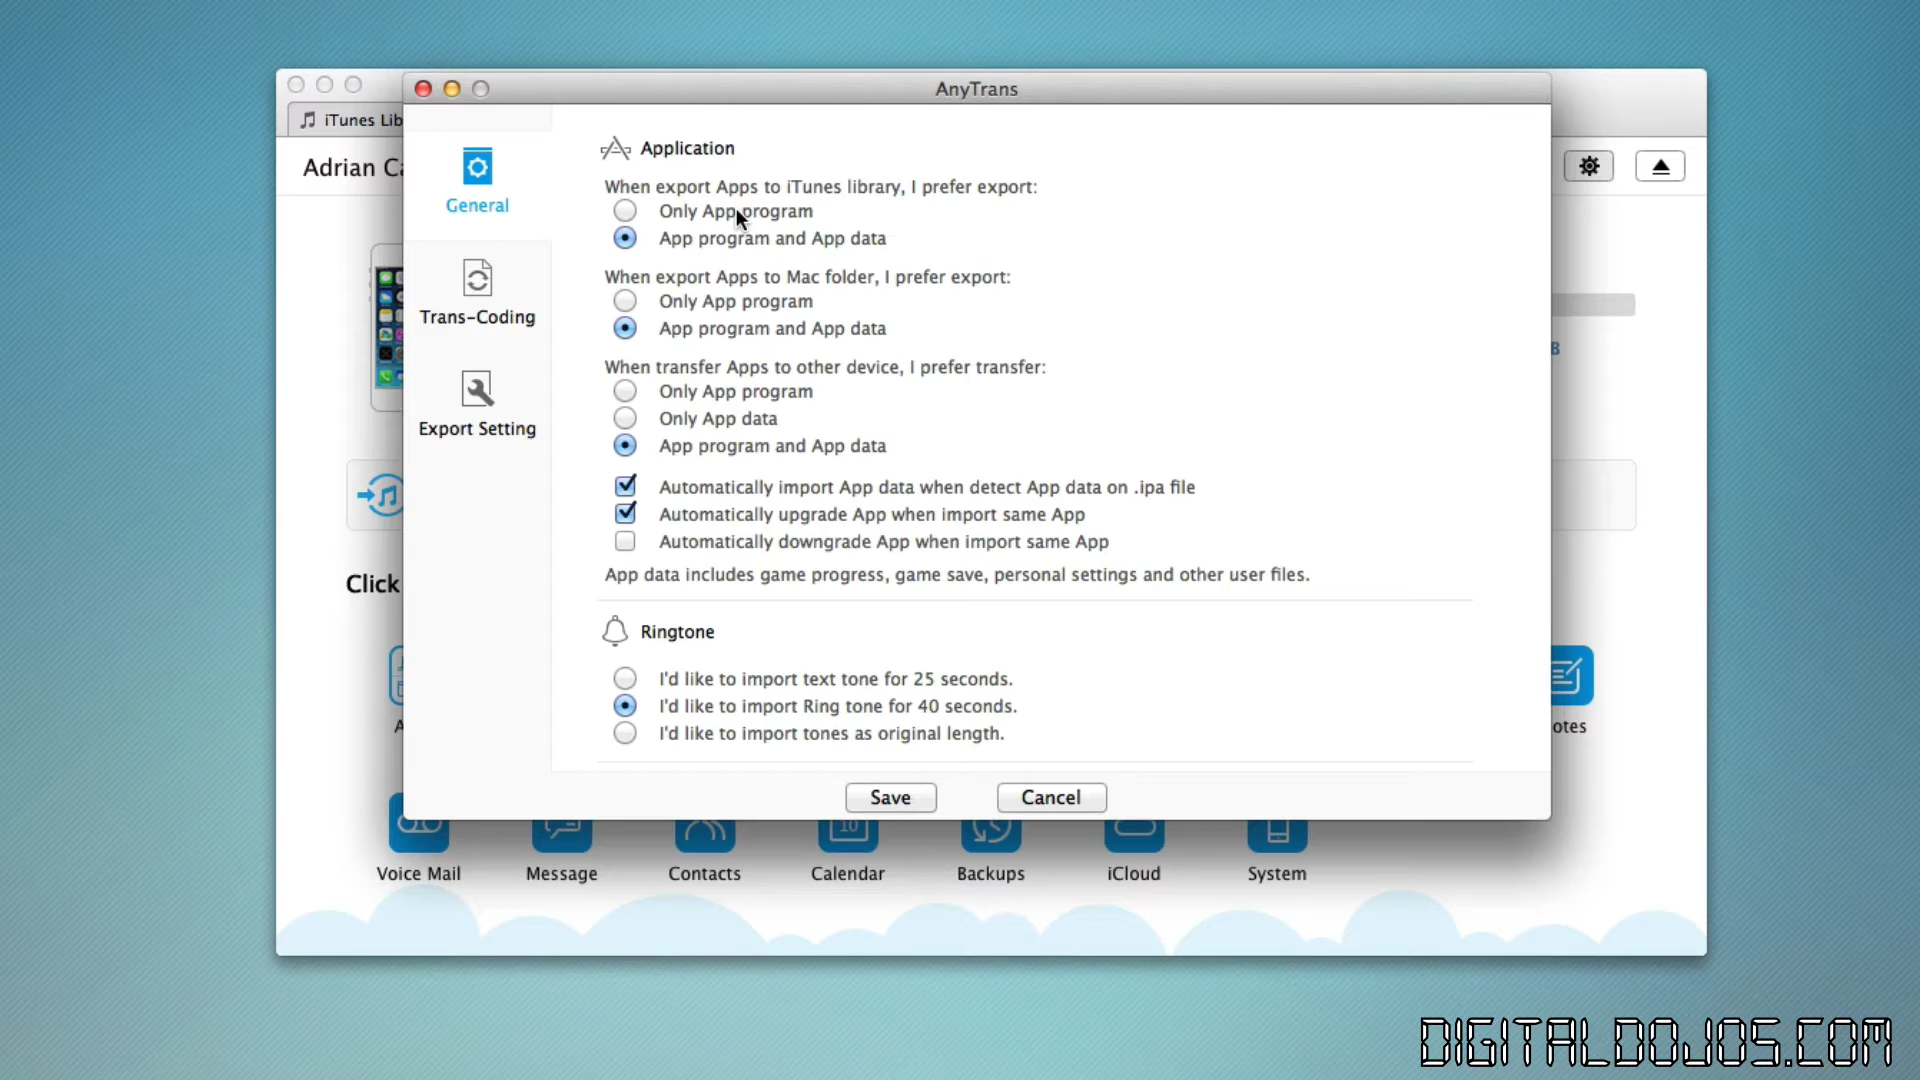 AnyTrans
iTunes Lib
Adrian Ca
General
Trans-Coding
Export Setting
Application
When export Apps to iTunes library, I prefer export:
Only App program
App program and App data
When export Apps to Mac folder, I prefer export:
Only App program
App program and App data
When transfer Apps to other device, I prefer transfer:
Only App program
Only App data
App program and App data
Automatically import App data when detect App data on .ipa file
Automatically upgrade App when import same App
Automatically downgrade App when import same App
App data includes game progress, game save, personal settings and other user files.
Ringtone
I'd like to import text tone for 25 seconds.
I'd like to import Ring tone for 40 seconds.
I'd like to import tones as original length.
Save Cancel
B
Click
otes
10
Voice Mail Message Contacts Calendar Backups iCloud System
DIGITALDOJOS.COM